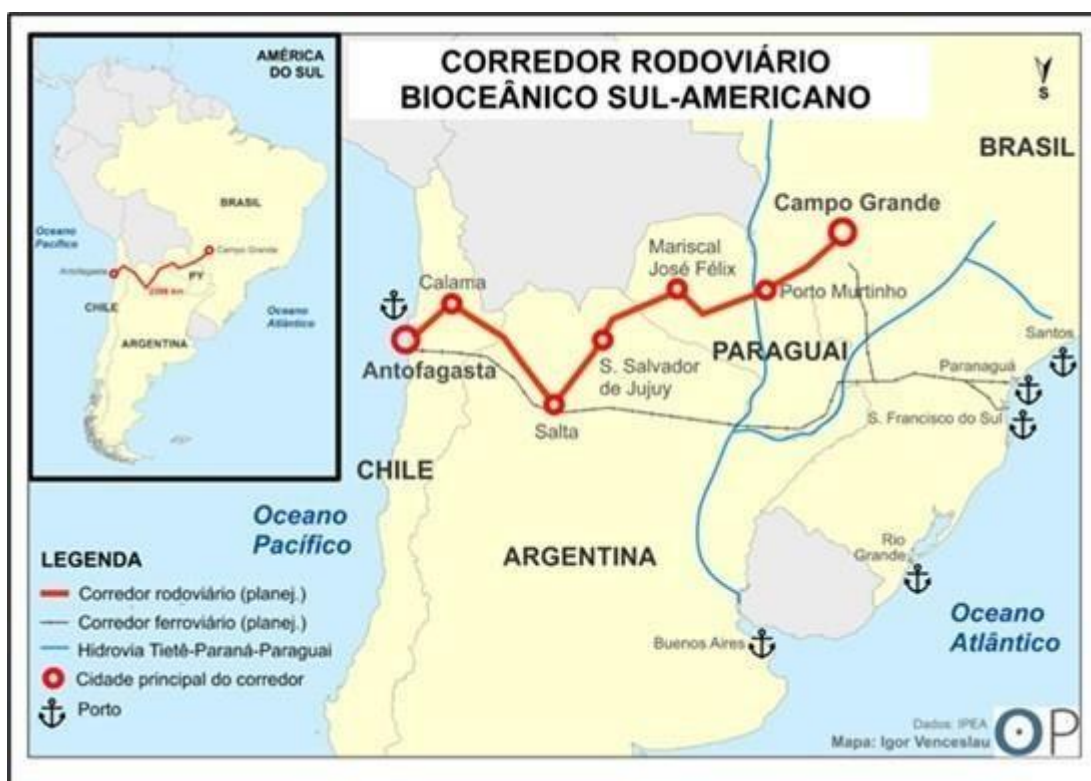 AMÉRICA
DO SUL
BRASIL
Oceano
Pacífico
Campo Grande
Antofagasta
PY
CHILE
Oceano
Atlântico
ARGENTINA
CORREDOR RODOVIÁRIO
BIOCEÂNICO SUL-AMERICANO
S
BRASIL
Campo Grande
Mariscal
José Félix
Calama
Porto Murtinho
Antofagasta
S. Salvador
de Jujuy
PARAGUAI
Santos
Paranaguá
S. Francisco do Sul
Salta
CHILE
Oceano
Pacífico
ARGENTINA
Rio
Grande
Oceano
Atlântico
Buenos Aires
LEGENDA
Corredor rodoviário (planej.)
Corredor ferroviário (planej.)
Hidrovia Tietê-Paraná-Paraguai
Cidade principal do corredor
Porto
Dados: IPEA
Mapa: Igor Venceslau
OP